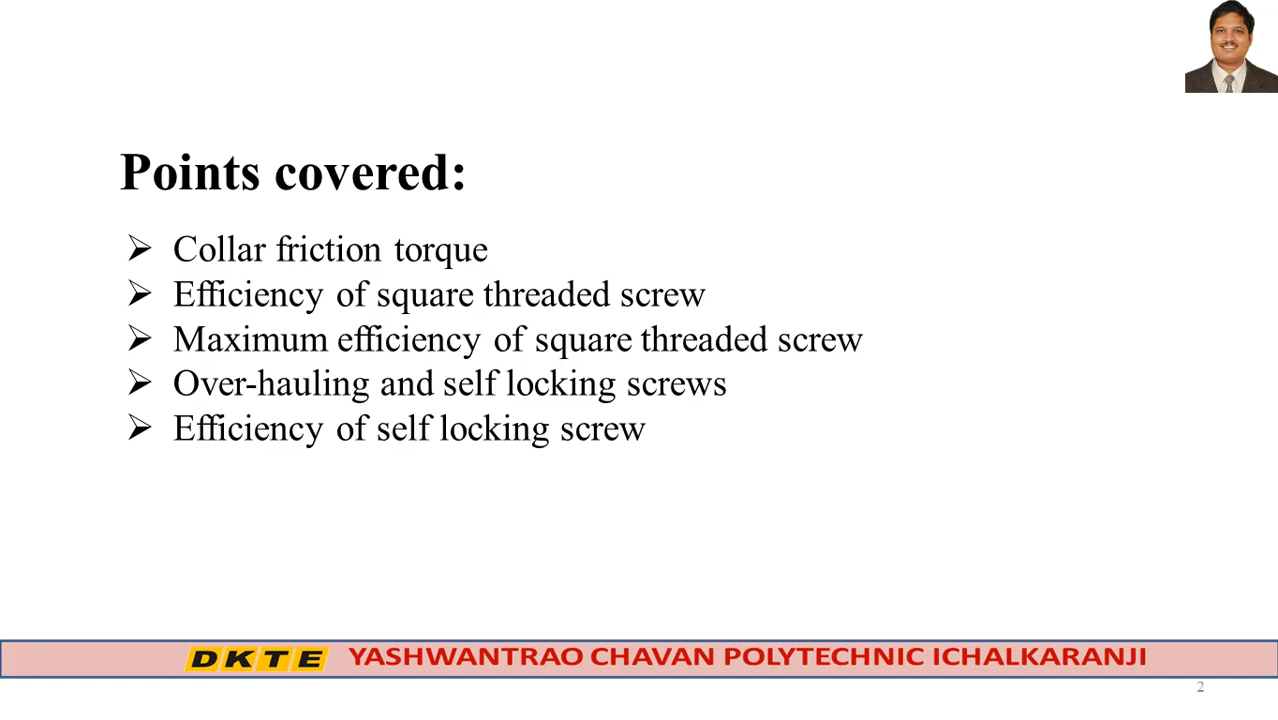 Points covered:
➢ Collar friction torque
➢ Efficiency of square threaded screw
➢ Maximum efficiency of square threaded screw
➢ Over-hauling and self locking screws
➢ Efficiency of self locking screw
DKTE YASHWANTRAO CHAVAN POLYTECHNIC ICHALKARANJI
2